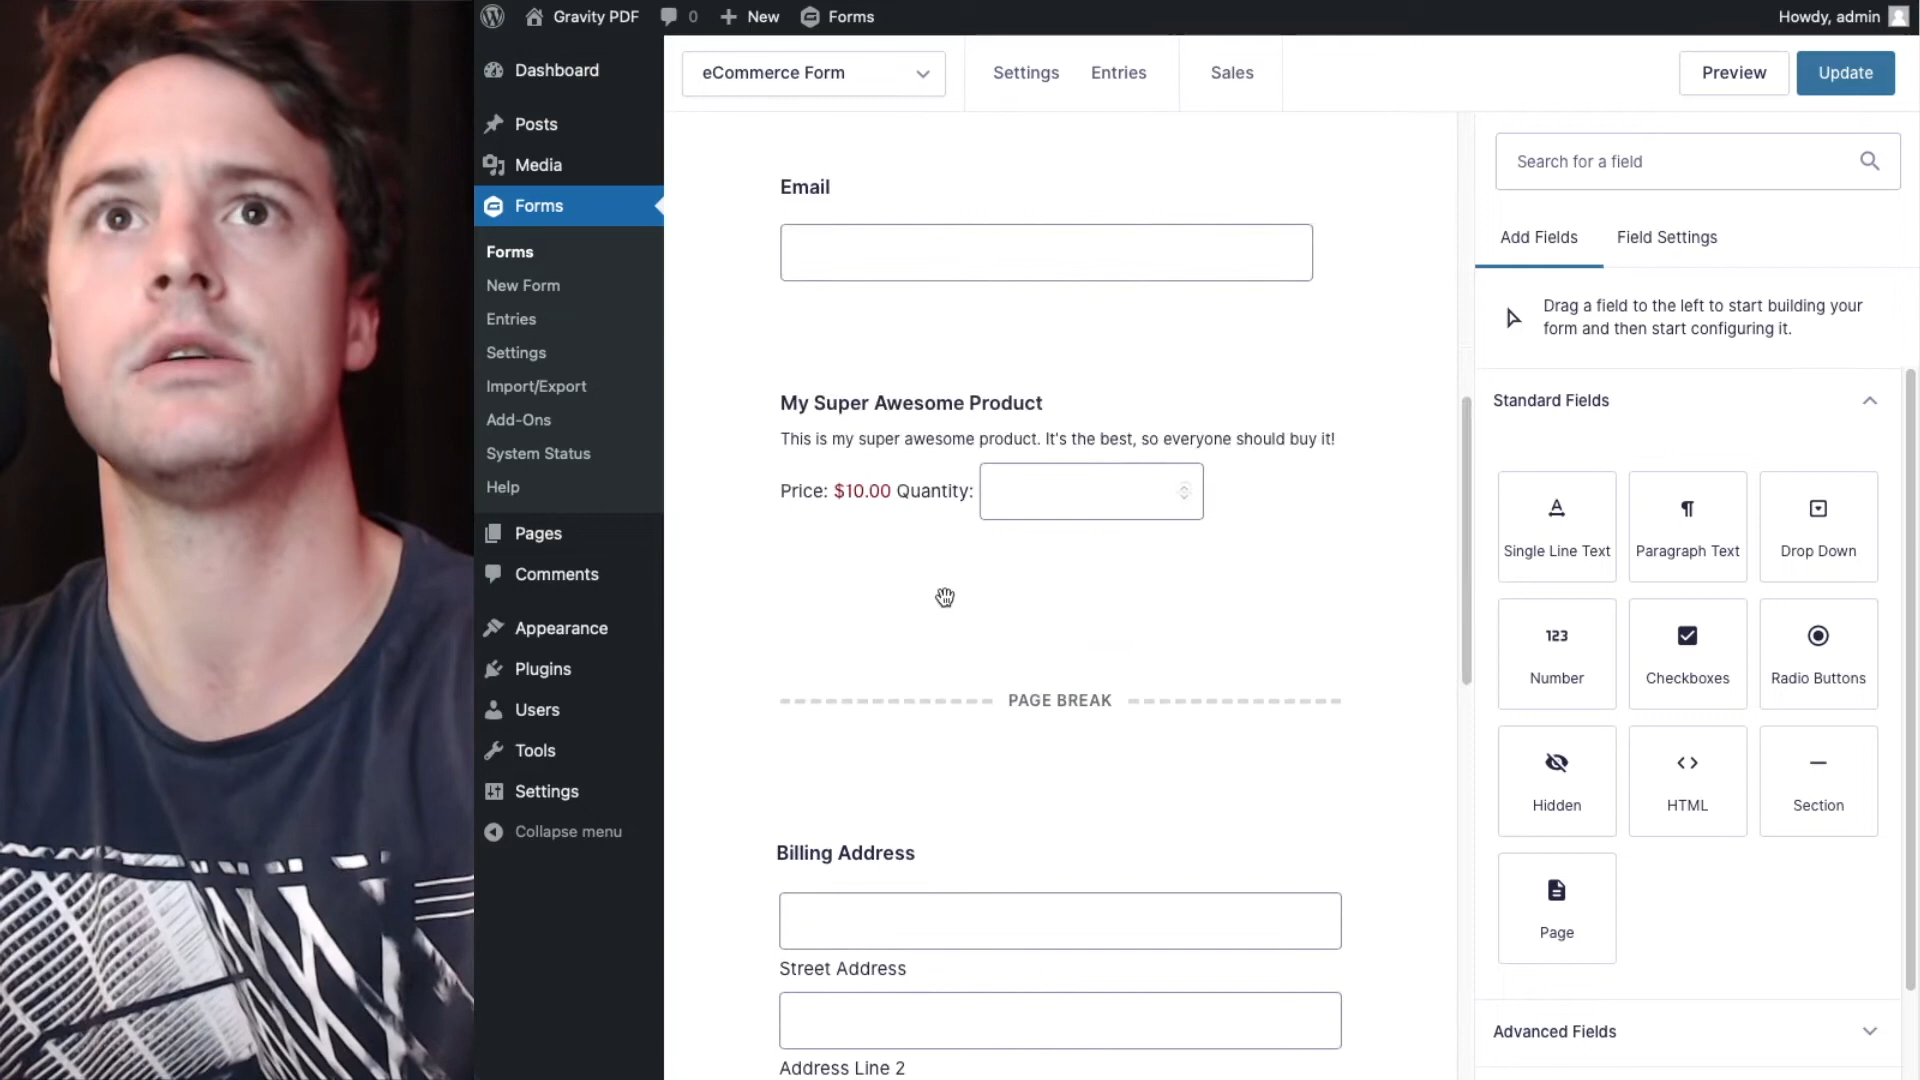 Gravity PDF
0
New
Forms
Howdy, admin
Dashboard
Posts
Media
Forms
Forms
New Form
Entries
Settings
Import/Export
Add-Ons
System Status
Help
Pages
Comments
Appearance
Plugins
Users
Tools
Settings
Collapse menu
eCommerce Form
Settings
Entries
Sales
Preview
Update
Email
My Super Awesome Product
This is my super awesome product. It's the best, so everyone should buy it!
Price: $10.00 Quantity:
PAGE BREAK
Billing Address
Street Address
Address Line 2
Search for a field
Add Fields
Field Settings
Drag a field to the left to start building your
form and then start configuring it.
Standard Fields
Single Line Text
Paragraph Text
Drop Down
123
Number
Checkboxes
Radio Buttons
Hidden
HTML
Section
Page
Advanced Fields